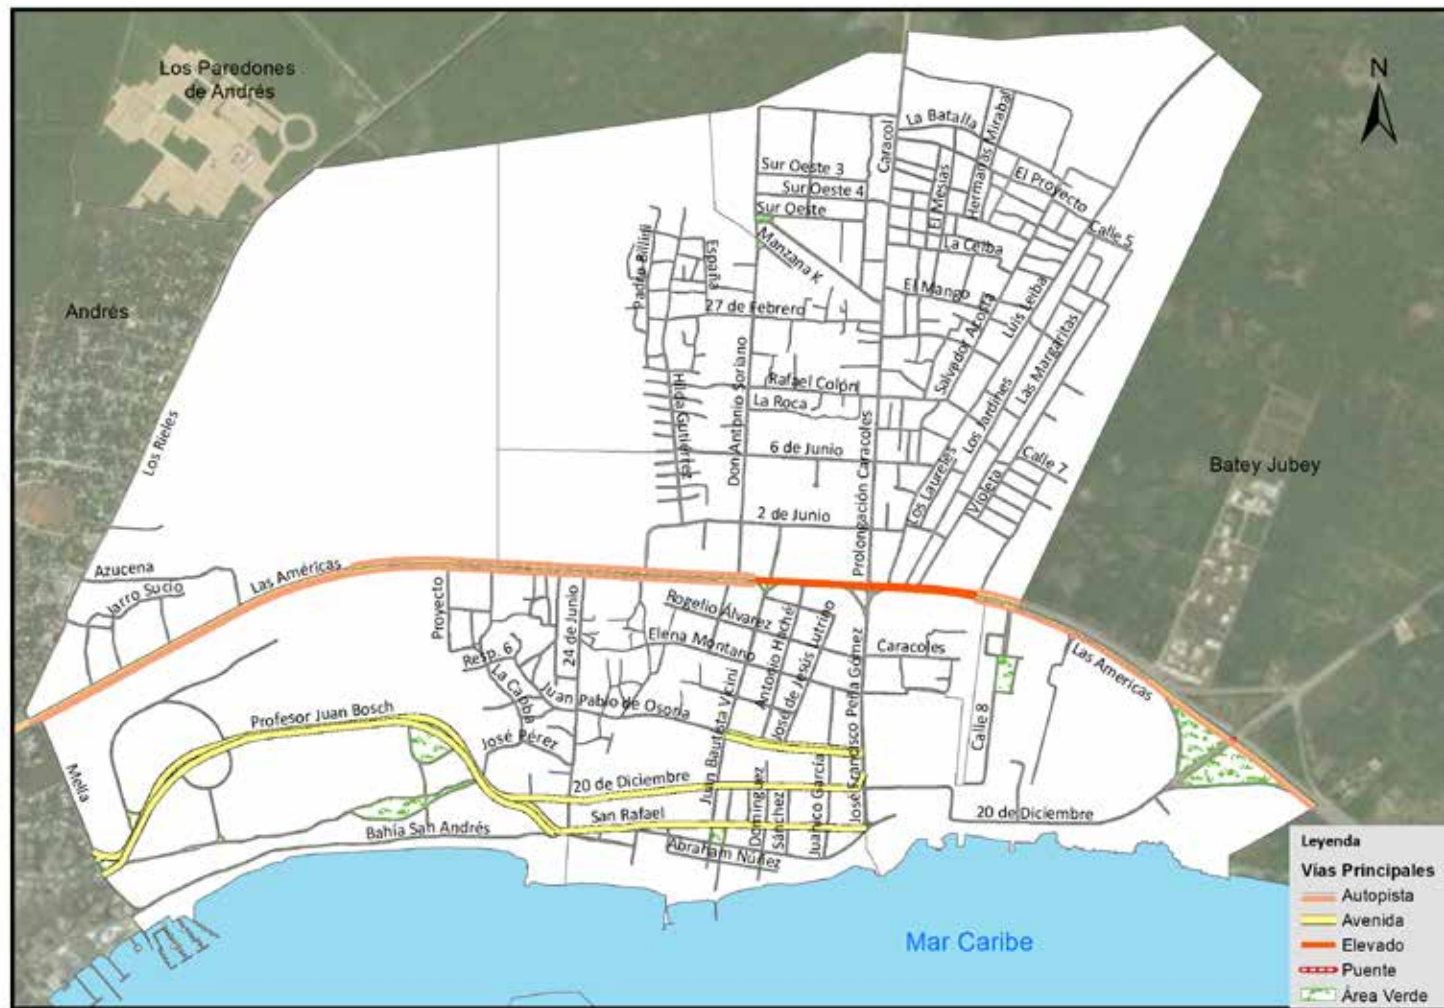 Los Paredones
de Andrés
N
La Batalla
Hermanas Mirabal
Caracol
Sur Oeste 3
El Proyecto
Sur Oeste 4
El Mesias
Sur Oeste
Calle 5
Manzana K
La Ceiba
Padre Billini
España
El Mango
27 de Febrero
Andrés
Luis Leiba
Salvador Acosta
Las Margaritas
Don Antonio Soriano
Rafael Colón
La Roca
Hilda Gutiérrez
Los Jardines
Los Rieles
6 de Junio
Prolongación Caracoles
Los Laureles
Calle 7
Batey Jubey
Violeta
2 de Junio
Azucena
Las Américas
Jarro Sucio
Proyecto
24 de Junio
Rogelio Álvarez
Antonio Hoché
José de Jesús Lutrino
Elena Montano
Resp. 6
Caracoles
Las Americas
La Cabba
Juan Pablo de Osoria
Juan Bautista Vicini
José Francisco Peña Gómez
Calle 8
Profesor Juan Bosch
José Pérez
Mella
20 de Diciembre
Dominguez
Sánchez
Juanico García
San Rafael
20 de Diciembre
Bahía San Andrés
Abraham Núñez
Mar Caribe
Leyenda
Vías Principales
Autopista
Avenida
Elevado
Puente
Área Verde